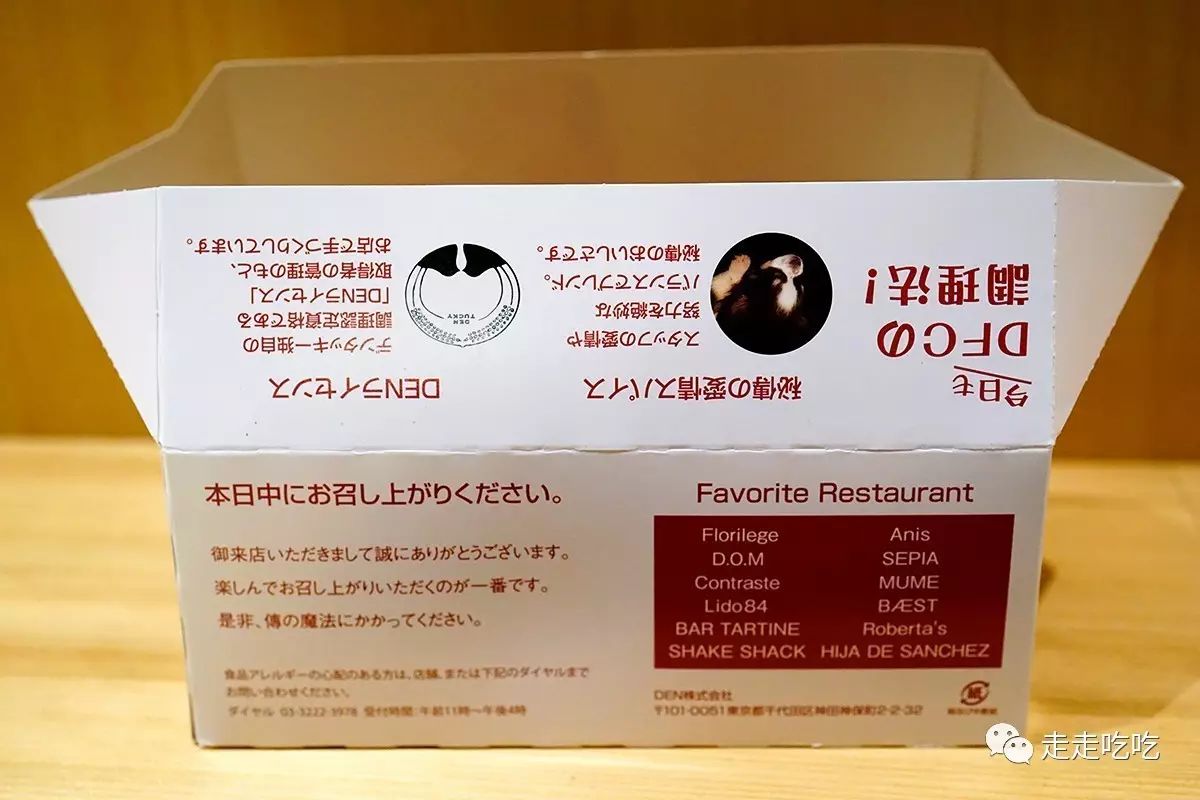 今日も
DFCの
調理法！
秘傳の愛情スパイス
スタッフの愛情や
努力を絶妙な
バランスでブレンド。
秘傳のおいしさです。
DENライセンス
デンタッキー独自の
調理認定資格である
「DENライセンス」
取得者の管理のもと、
お店で手づくりしています。
DEN
TUCKY
本日中にお召し上がりください。
御来店いただきまして誠にありがとうございます。
楽しんでお召し上がりいただくのが一番です。
是非、傳の魔法にかかってください。
食品アレルギーの心配のある方は、店舗、または下記のダイヤルまで
お問い合わせください。
ダイヤル 03-3222-3978 受付時間：午前11時〜午後4時
Favorite Restaurant
Florilege Anis
D.O.M SEPIA
Contraste MUME
Lido84 BÆST
BAR TARTINE Roberta's
SHAKE SHACK HIJA DE SANCHEZ
DEN株式会社
〒101-0051 東京都千代田区神田神保町2-2-32
紙
走走吃吃